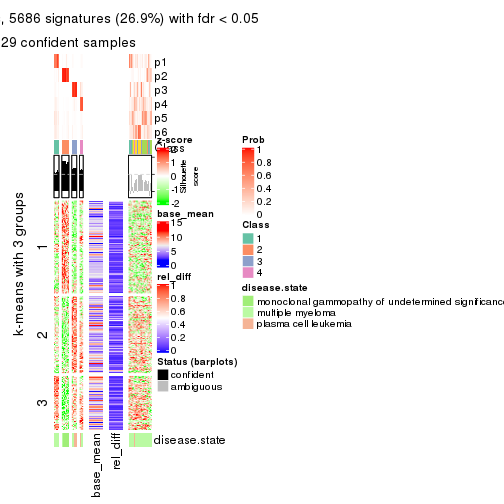 , 5686 signatures (26.9%) with fdr < 0.05
29 confident samples
p1
p2
p3
p4
p5
p6
z-score
Class
2
1
0
-1
-2
Silhouette
score
base_mean
15
10
5
0
rel_diff
1
0.8
0.6
0.4
0.2
0
Status (barplots)
confident
ambiguous
Prob
1
0.8
0.6
0.4
0.2
0
Class
1
2
3
4
disease.state
monoclonal gammopathy of undetermined significance
multiple myeloma
plasma cell leukemia
k-means with 3 groups
1
2
3
base_mean
rel_diff
disease.state